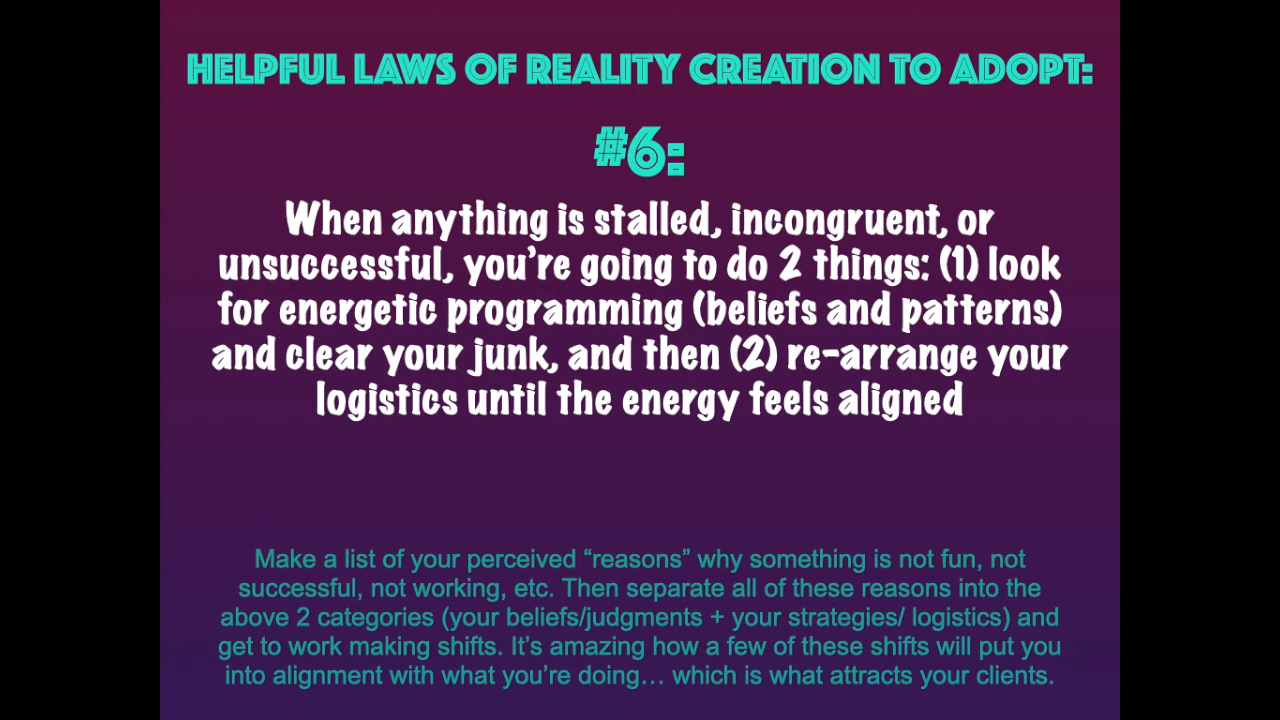 HELPFUL LAWS OF REALITY CREATION TO ADOPT:
#6:
When anything is stalled, incongruent, or
unsuccessful, you’re going to do 2 things: (1) look
for energetic programming (beliefs and patterns)
and clear your junk, and then (2) re-arrange your
logistics until the energy feels aligned
Make a list of your perceived “reasons” why something is not fun, not
successful, not working, etc. Then separate all of these reasons into the
above 2 categories (your beliefs/judgments + your strategies/ logistics) and
get to work making shifts. It’s amazing how a few of these shifts will put you
into alignment with what you’re doing… which is what attracts your clients.